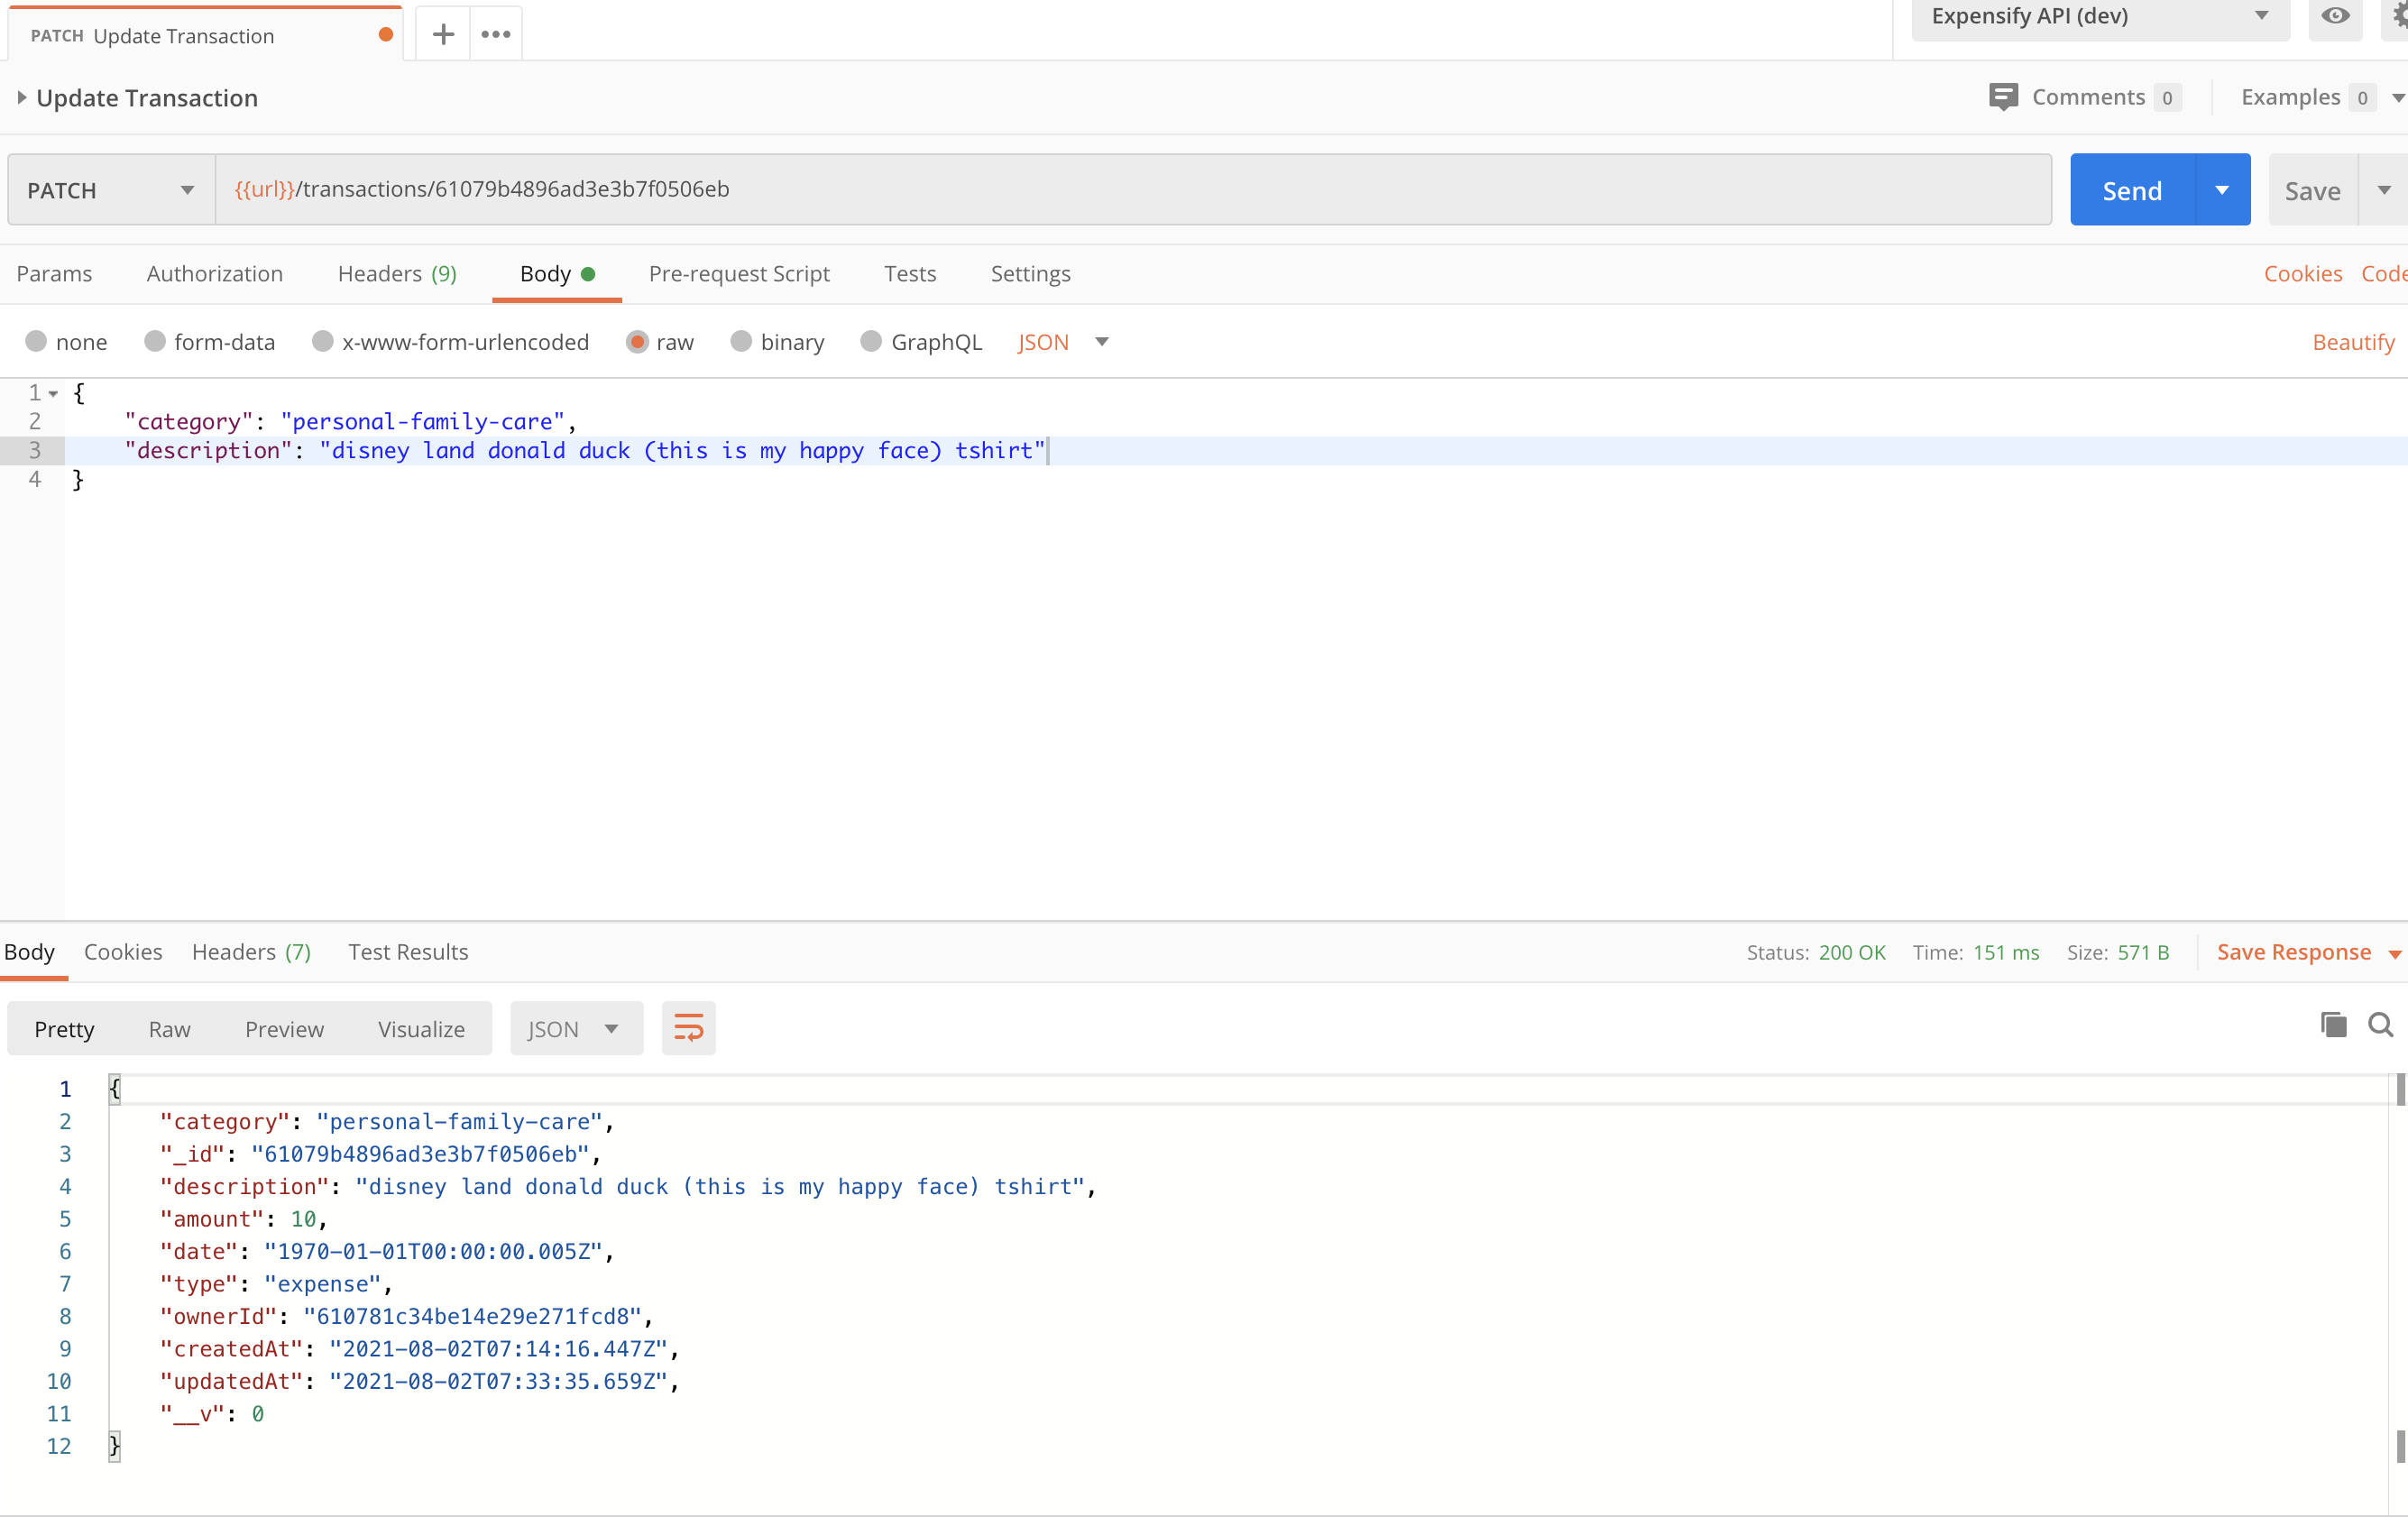 PATCH Update Transaction
Expensify API (dev)
Update Transaction
Comments 0
Examples 0
PATCH
{{url}}/transactions/61079b4896ad3e3b7f0506eb
Send
Save
Params Authorization Headers (9) Body Pre-request Script Tests Settings
Cookies Code
none form-data x-www-form-urlencoded raw binary GraphQL JSON
Beautify
1 {
2 "category": "personal-family-care",
3 "description": "disney land donald duck (this is my happy face) tshirt"
4 }
Body Cookies Headers (7) Test Results
Status: 200 OK Time: 151 ms Size: 571 B Save Response
Pretty Raw Preview Visualize JSON
1 {
2 "category": "personal-family-care",
3 "_id": "61079b4896ad3e3b7f0506eb",
4 "description": "disney land donald duck (this is my happy face) tshirt",
5 "amount": 10,
6 "date": "1970-01-01T00:00:00.005Z",
7 "type": "expense",
8 "ownerId": "610781c34be14e29e271fcd8",
9 "createdAt": "2021-08-02T07:14:16.447Z",
10 "updatedAt": "2021-08-02T07:33:35.659Z",
11 "__v": 0
12 }